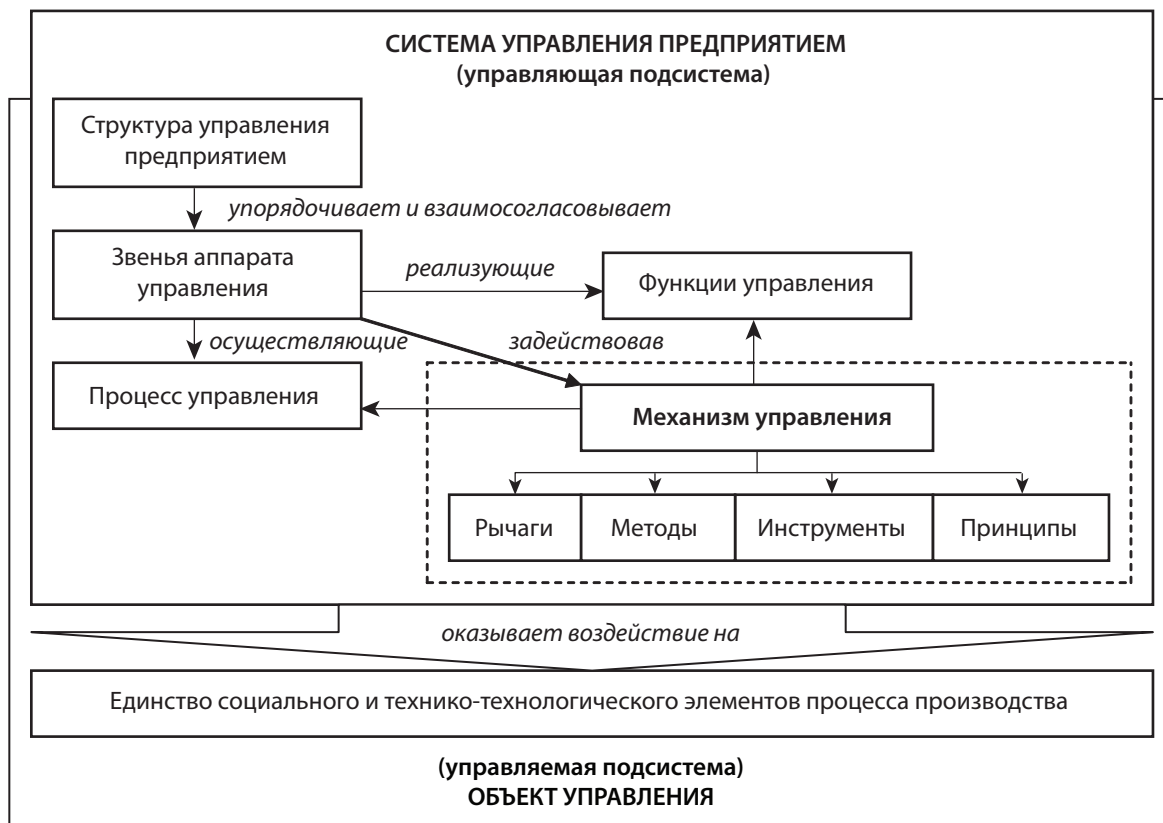 СИСТЕМА УПРАВЛЕНИЯ ПРЕДПРИЯТИЕМ
(управляющая подсистема)
Структура управления
предприятием
упорядочивает и взаимосогласовывает
Звенья аппарата
управления
реализующие
Функции управления
осуществляющие
задействовав
Процесс управления
Механизм управления
Рычаги
Методы
Инструменты
Принципы
оказывает воздействие на
Единство социального и технико-технологического элементов процесса производства
(управляемая подсистема)
ОБЪЕКТ УПРАВЛЕНИЯ